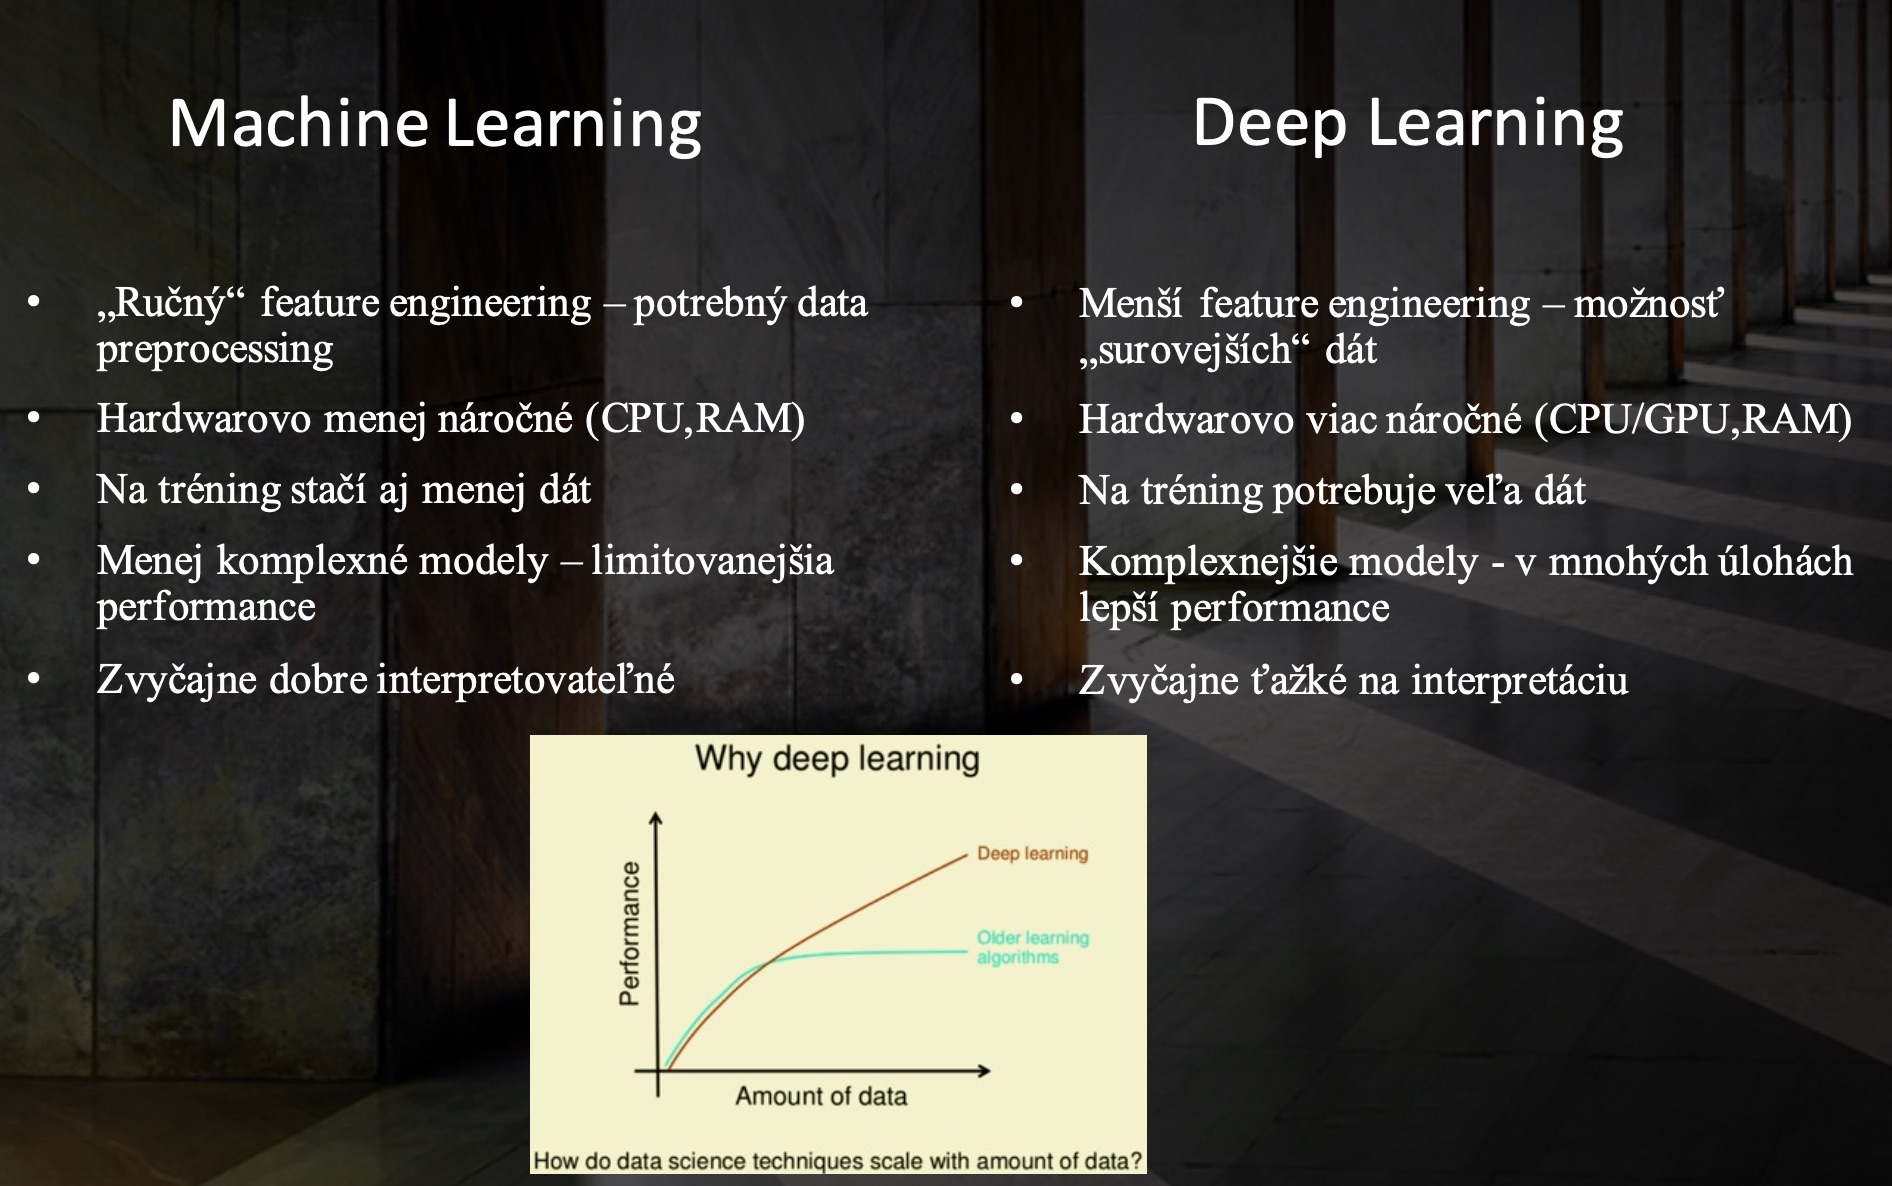 Machine Learning
• „Ručný“ feature engineering – potrebný data
preprocessing
• Hardwarovo menej náročné (CPU,RAM)
• Na tréning stačí aj menej dát
• Menej komplexné modely – limitovanejšia
performance
• Zvyčajne dobre interpretovateľné
Deep Learning
• Menší feature engineering – možnosť
„surovejších“ dát
• Hardwarovo viac náročné (CPU/GPU,RAM)
• Na tréning potrebuje veľa dát
• Komplexnejšie modely - v mnohých úlohách
lepší performance
• Zvyčajne ťažké na interpretáciu
Why deep learning
Performance
Deep learning
Older learning
algorithms
Amount of data
How do data science techniques scale with amount of data?